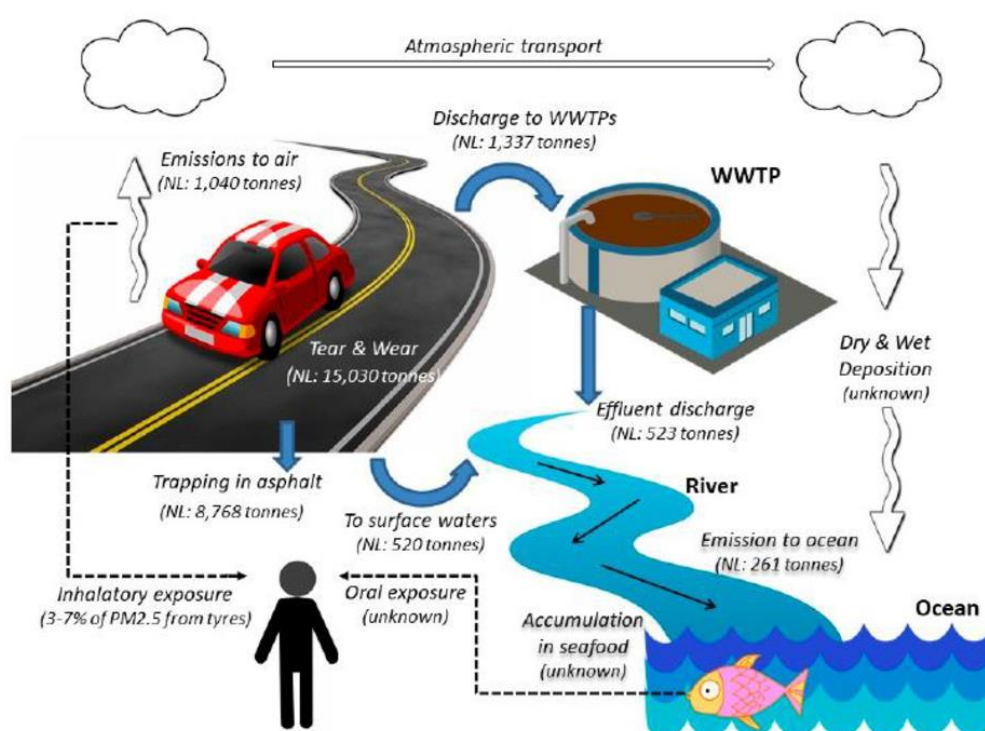 Atmospheric transport
Discharge to WWTPs
(NL: 1,337 tonnes)
Emissions to air
(NL: 1,040 tonnes)
WWTP
Tear & Wear
(NL: 15,030 tonnes)
Dry & Wet
Deposition
(unknown)
Effluent discharge
(NL: 523 tonnes)
Trapping in asphalt
(NL: 8,768 tonnes)
To surface waters
(NL: 520 tonnes)
River
Emission to ocean
(NL: 261 tonnes)
Inhalatory exposure
(3-7% of PM2.5 from tyres)
Oral exposure
(unknown)
Accumulation
in seafood
(unknown)
Ocean